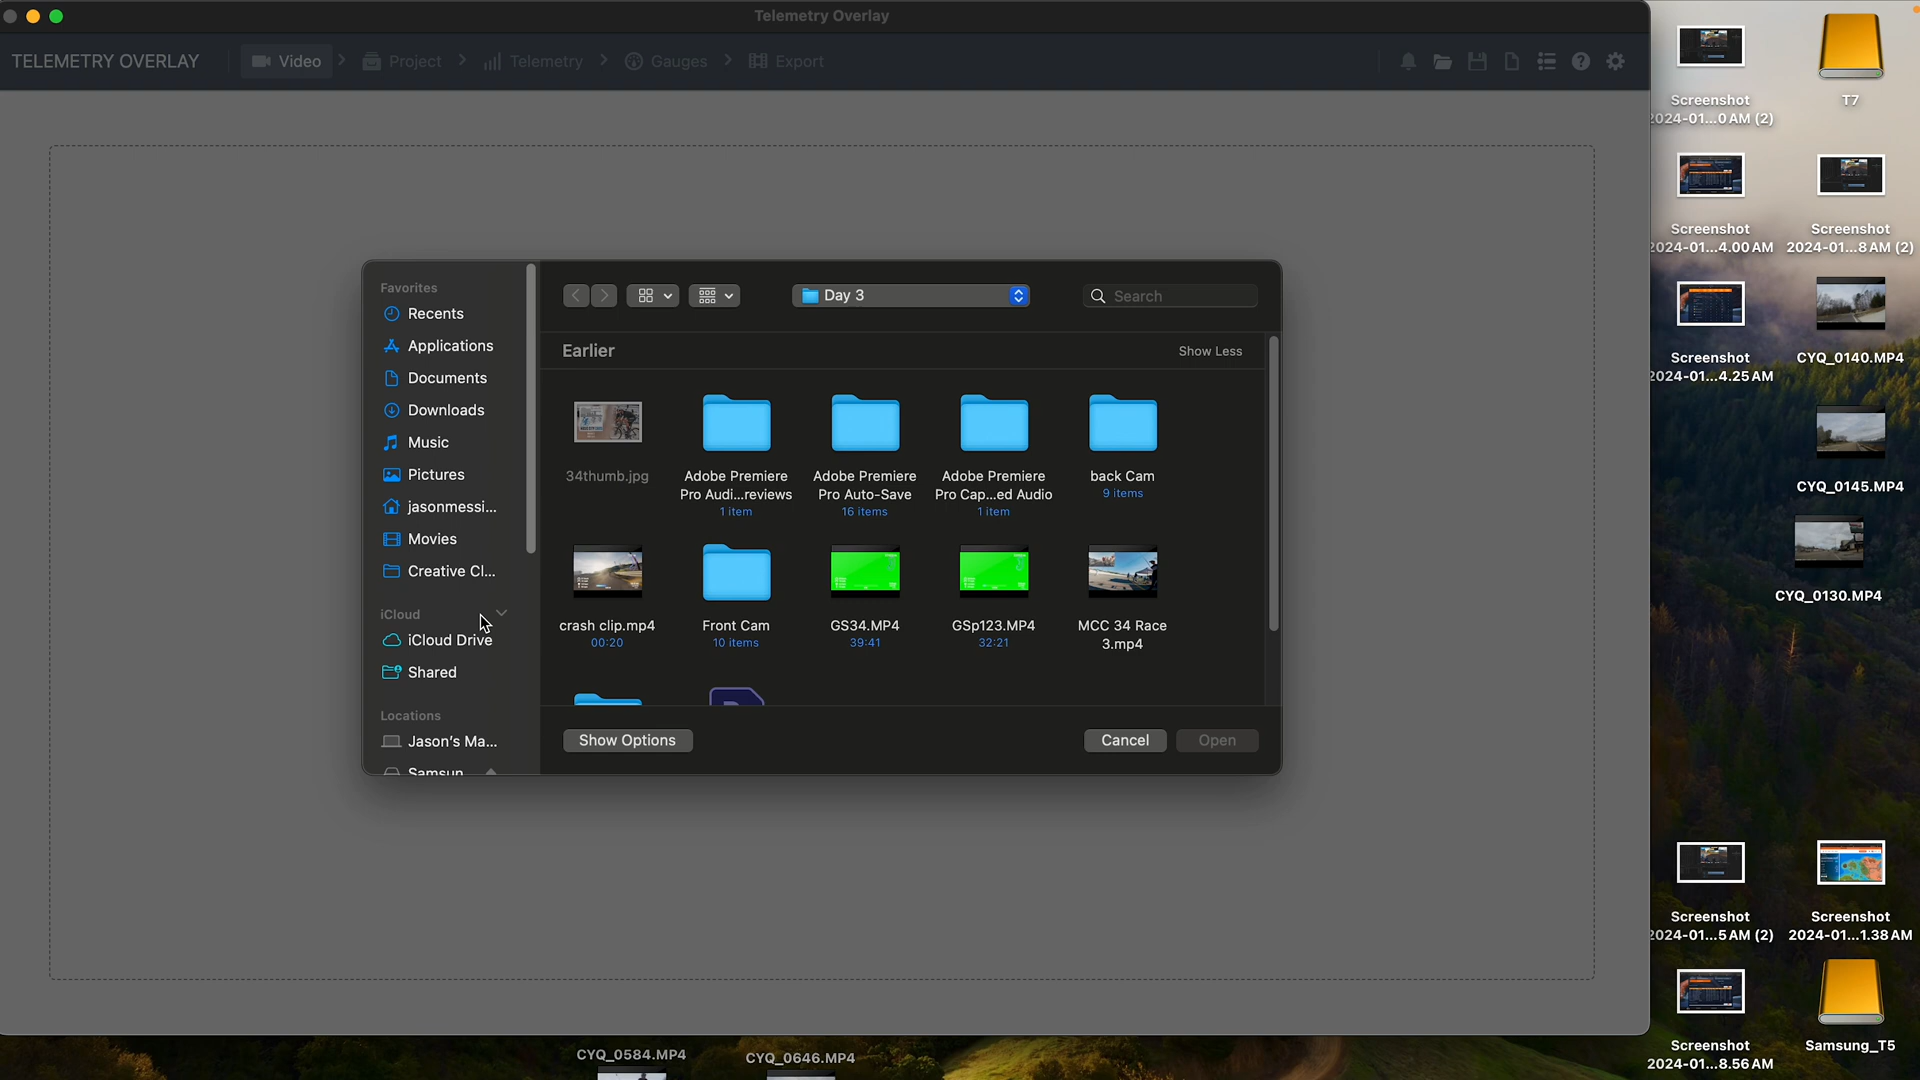 Telemetry Overlay
TELEMETRY OVERLAY
Video
Project
Telemetry
Gauges
Export
Favorites
Recents
Applications
Documents
Downloads
Music
Pictures
jasonmessi...
Movies
Creative Cl...
iCloud
iCloud Drive
Shared
Locations
Jason's Ma...
Samsun
Day 3
Search
Earlier
Show Less
34thumb.jpg
Adobe Premiere
Pro Audi...reviews
1 item
Adobe Premiere
Pro Auto-Save
16 items
Adobe Premiere
Pro Cap...ed Audio
1 item
back Cam
9 items
crash clip.mp4
00:20
Front Cam
10 items
GS34.MP4
39:41
GSp123.MP4
32:21
MCC 34 Race
3.mp4
Show Options
Cancel
Open
Screenshot
2024-01...0 AM (2)
T7
Screenshot
2024-01...4.00 AM
Screenshot
2024-01...8 AM (2)
Screenshot
2024-01...4.25 AM
CYQ_0140.MP4
CYQ_0145.MP4
CYQ_0130.MP4
Screenshot
2024-01...5 AM (2)
Screenshot
2024-01...1.38 AM
Screenshot
2024-01...8.56 AM
Samsung_T5
CYQ_0584.MP4
CYQ_0646.MP4